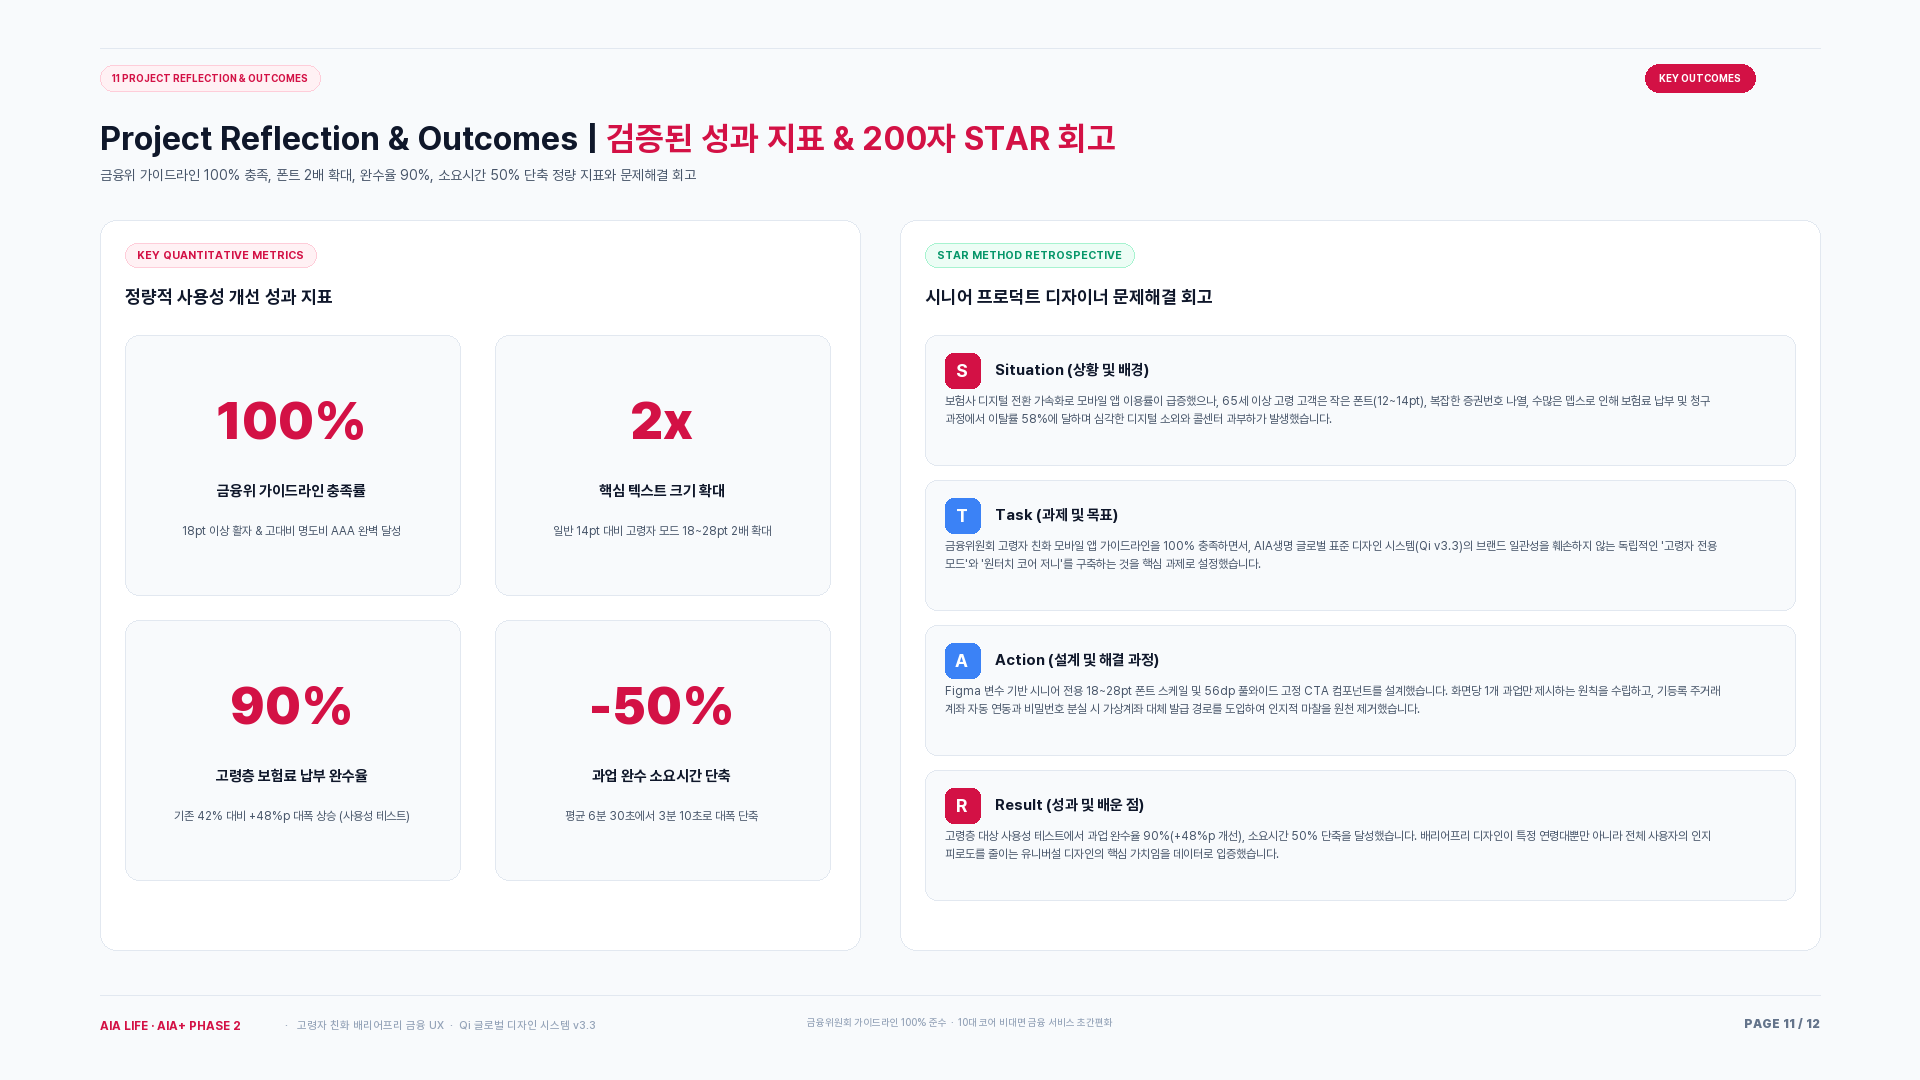 11 PROJECT REFLECTION & OUTCOMES
KEY OUTCOMES
Project Reflection & Outcomes | 검증된 성과 지표 & 200자 STAR 회고
금융위 가이드라인 100% 충족, 폰트 2배 확대, 완수율 90%, 소요시간 50% 단축 정량 지표와 문제해결 회고
KEY QUANTITATIVE METRICS
정량적 사용성 개선 성과 지표
100%
금융위 가이드라인 충족률
18pt 이상 활자 & 고대비 명도비 AAA 완벽 달성
2x
핵심 텍스트 크기 확대
일반 14pt 대비 고령자 모드 18~28pt 2배 확대
90%
고령층 보험료 납부 완수율
기존 42% 대비 +48%p 대폭 상승 (사용성 테스트)
-50%
과업 완수 소요시간 단축
평균 6분 30초에서 3분 10초로 대폭 단축
STAR METHOD RETROSPECTIVE
시니어 프로덕트 디자이너 문제해결 회고
S
Situation (상황 및 배경)
보험사 디지털 전환 가속화로 모바일 앱 이용률이 급증했으나, 65세 이상 고령 고객은 작은 폰트(12~14pt), 복잡한 증권번호 나열, 수많은 뎁스로 인해 보험료 납부 및 청구
과정에서 이탈률 58%에 달하며 심각한 디지털 소외와 콜센터 과부하가 발생했습니다.
T
Task (과제 및 목표)
금융위원회 고령자 친화 모바일 앱 가이드라인을 100% 충족하면서, AIA생명 글로벌 표준 디자인 시스템(Qi v3.3)의 브랜드 일관성을 훼손하지 않는 독립적인 '고령자 전용
모드'와 '원터치 코어 저니'를 구축하는 것을 핵심 과제로 설정했습니다.
A
Action (설계 및 해결 과정)
Figma 변수 기반 시니어 전용 18~28pt 폰트 스케일 및 56dp 풀와이드 고정 CTA 컴포넌트를 설계했습니다. 화면당 1개 과업만 제시하는 원칙을 수립하고, 기등록 주거래
계좌 자동 연동과 비밀번호 분실 시 가상계좌 대체 발급 경로를 도입하여 인지적 마찰을 원천 제거했습니다.
R
Result (성과 및 배운 점)
고령층 대상 사용성 테스트에서 과업 완수율 90%(+48%p 개선), 소요시간 50% 단축을 달성했습니다. 배리어프리 디자인이 특정 연령대뿐만 아니라 전체 사용자의 인지
피로도를 줄이는 유니버설 디자인의 핵심 가치임을 데이터로 입증했습니다.
AIA LIFE · AIA+ PHASE 2 · 고령자 친화 배리어프리 금융 UX · Qi 글로벌 디자인 시스템 v3.3
금융위원회 가이드라인 100% 준수 · 10대 코어 비대면 금융 서비스 초간편화
PAGE 11 / 12